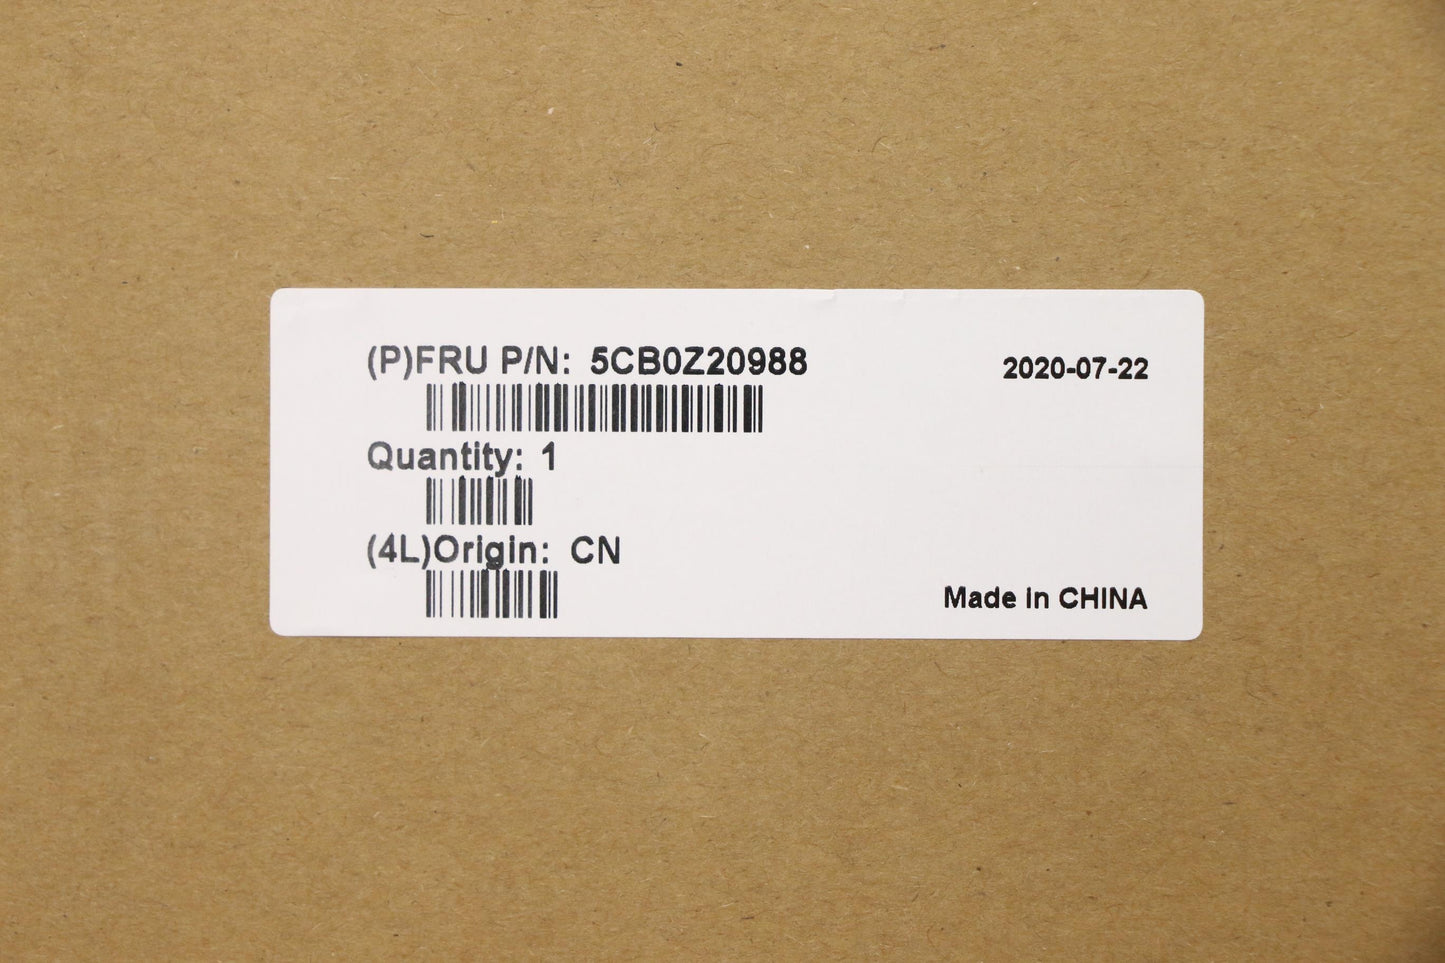 (P)FRU P/N: 5CB0Z20988
2020-07-22
Quantity: 1
(4L)Origin: CN
Made in CHINA